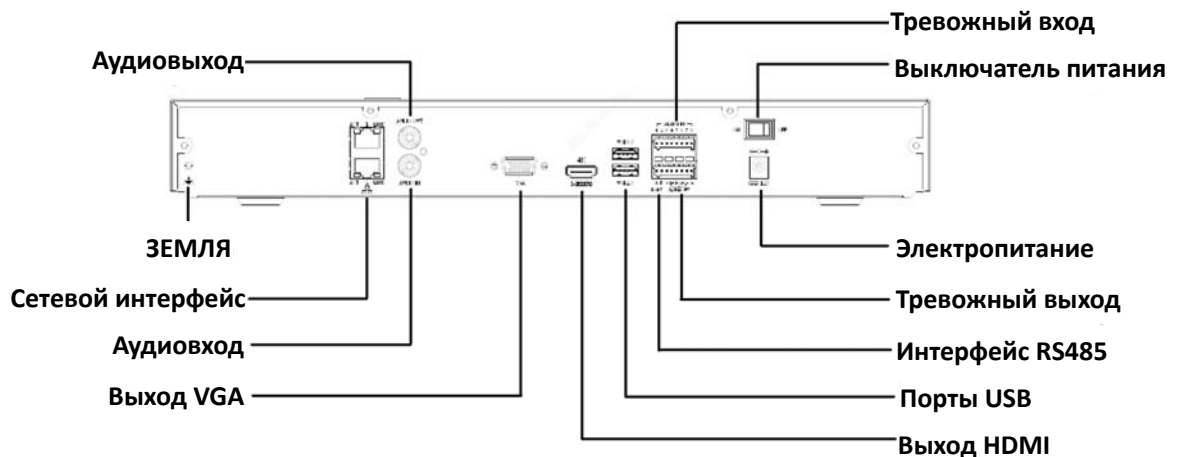 Тревожный вход
Аудиовыход
Выключатель питания
ЗЕМЛЯ
Электропитание
Сетевой интерфейс
Тревожный выход
Аудиовход
Интерфейс RS485
Выход VGA
Порты USB
Выход HDMI